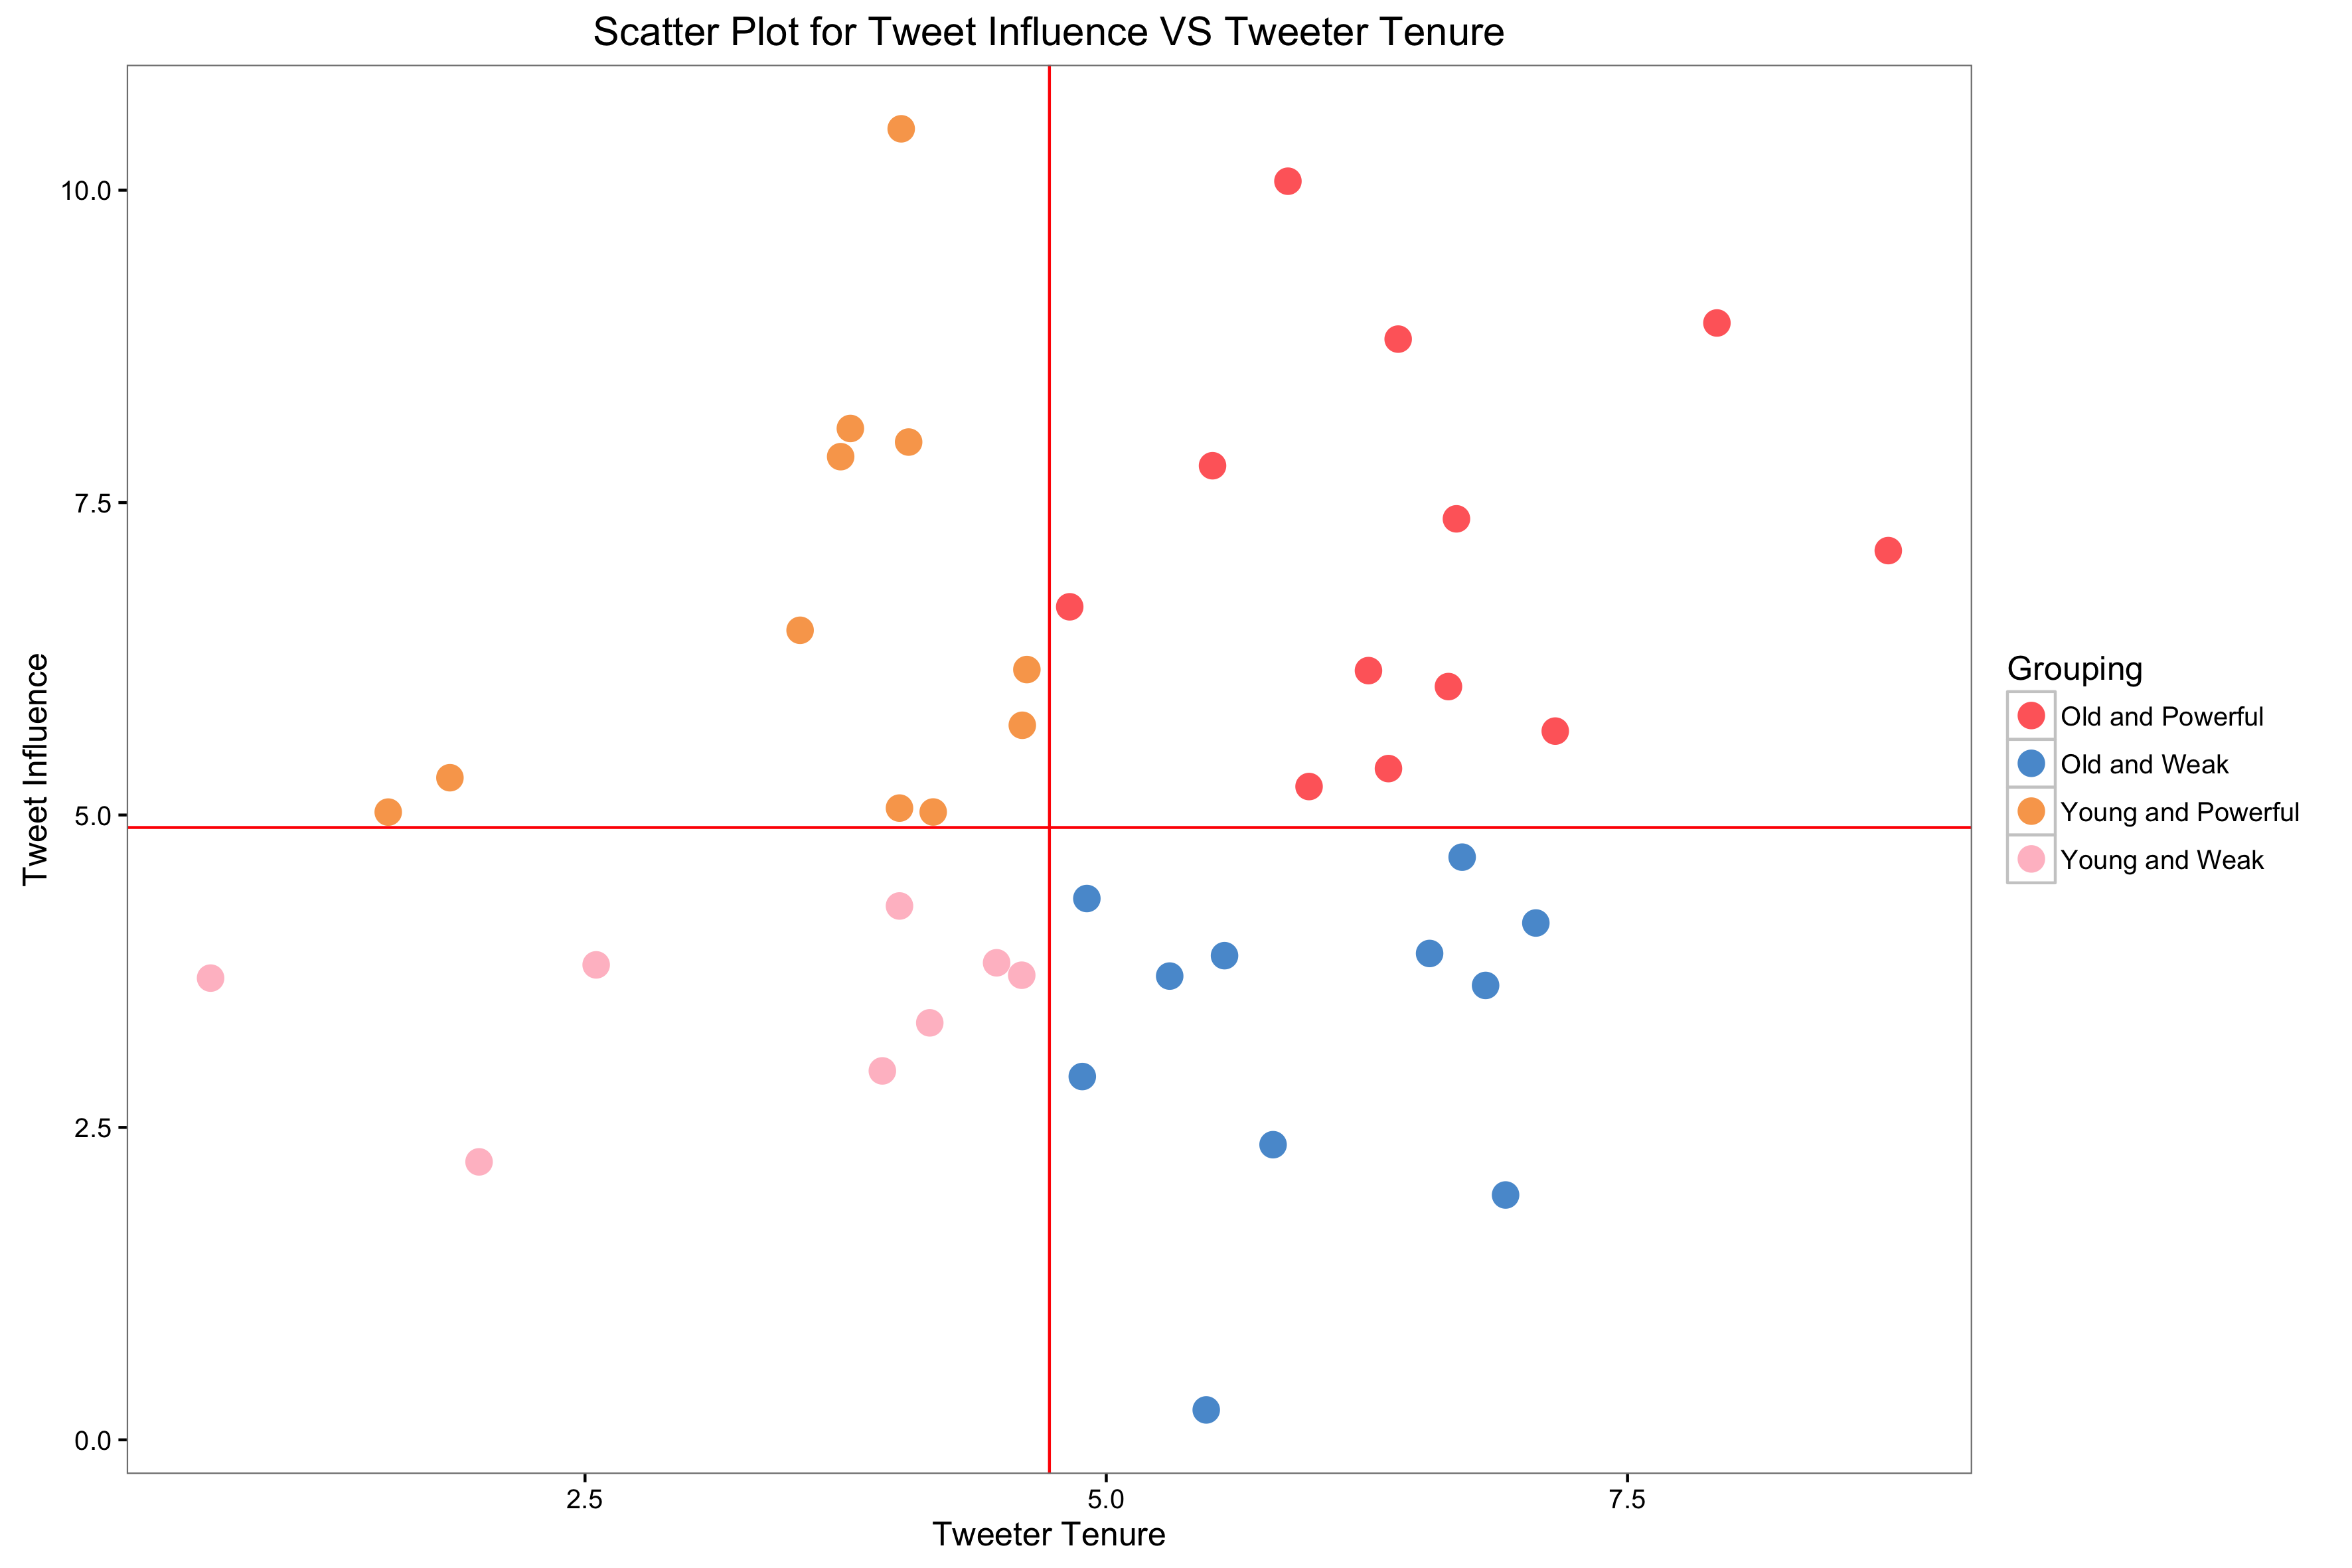 Scatter Plot for Tweet Influence VS Tweeter Tenure
Tweet Influence
10.0
7.5
5.0
2.5
0.0
2.5 5.0 7.5
Tweeter Tenure
Grouping
Old and Powerful
Old and Weak
Young and Powerful
Young and Weak